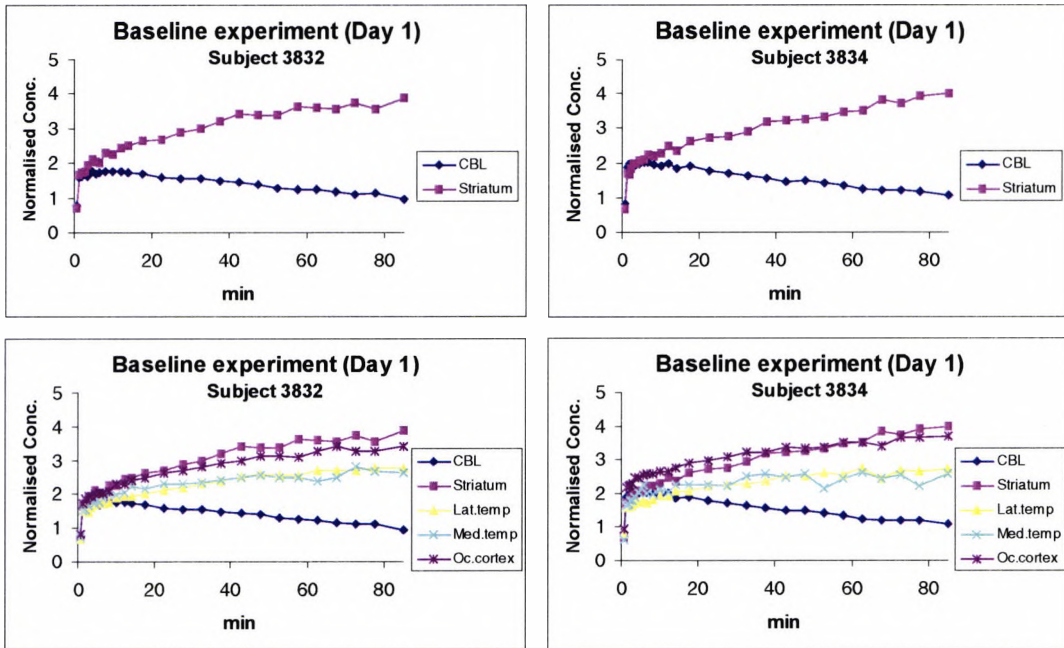 Baseline experiment (Day 1)
Subject 3832
Normalised Conc.
5
4
3
2
1
0
0 20 40 60 80
min
CBL
Striatum
Baseline experiment (Day 1)
Subject 3834
Normalised Conc.
5
4
3
2
1
0
0 20 40 60 80
min
CBL
Striatum
Baseline experiment (Day 1)
Subject 3832
Normalised Conc.
5
4
3
2
1
0
0 20 40 60 80
min
CBL
Striatum
Lat.temp
Med.temp
Oc.cortex
Baseline experiment (Day 1)
Subject 3834
Normalised Conc.
5
4
3
2
1
0
0 20 40 60 80
min
CBL
Striatum
Lat.temp
Med.temp
Oc.cortex